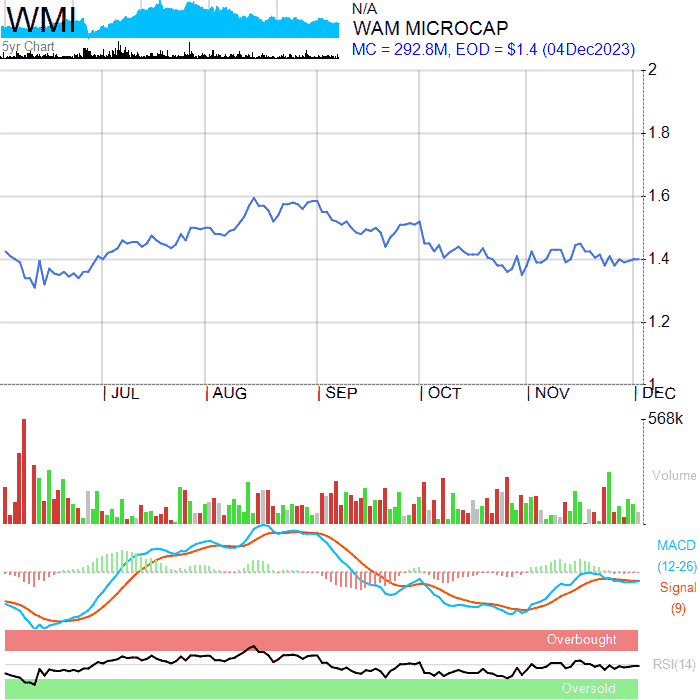 WMI
5yr Chart
N/A
WAM MICROCAP
MC = 292.8M, EOD = $1.4 (04Dec2023)
2
1.8
1.6
1.4
1.2
1
JUL AUG SEP OCT NOV DEC
568k
Volume
MACD
(12-26)
Signal
(9)
Overbought
RSI(14)
Oversold